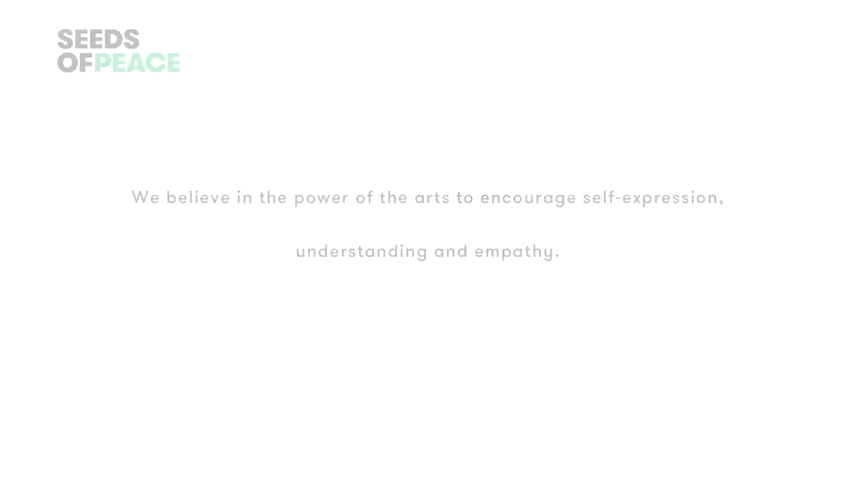 SEEDS
OFPEACE
We believe in the power of the arts to encourage self-expression,
understanding and empathy.